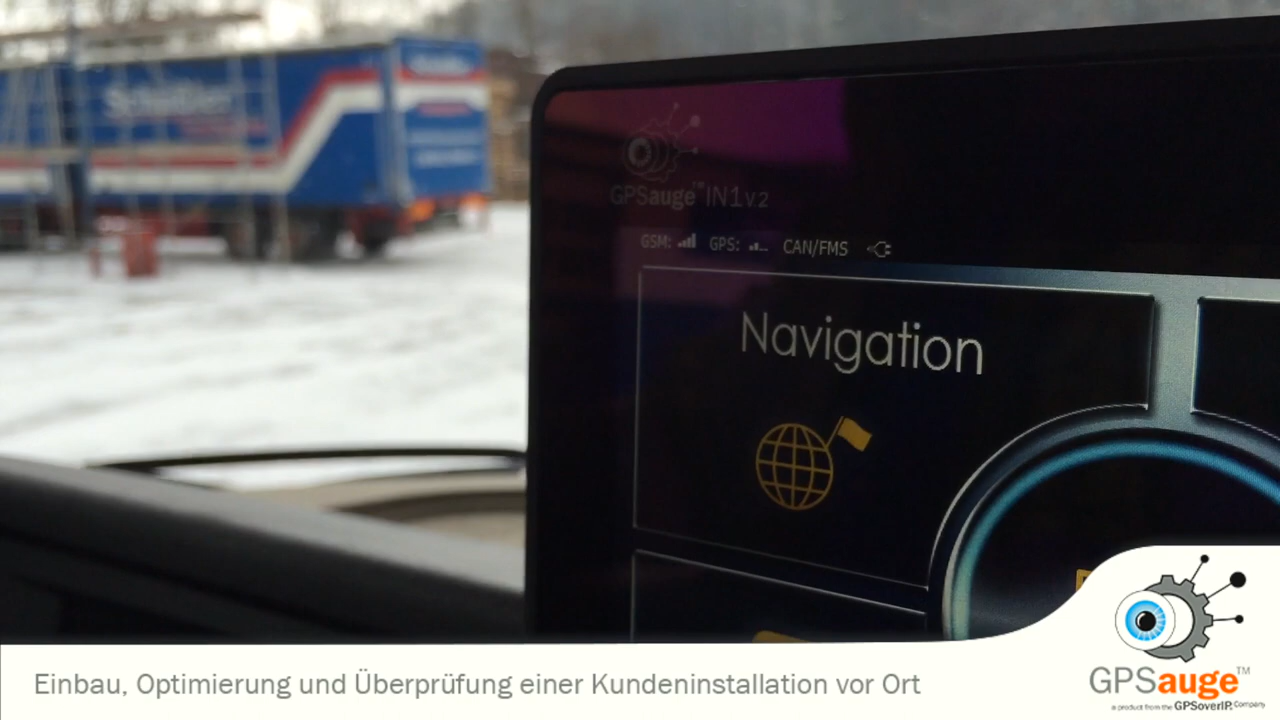 GPSauge™ IN1 V.2
GSM: GPS: CAN/FMS
Navigation
Einbau, Optimierung und Überprüfung einer Kundeninstallation vor Ort
GPSauge™
a product from the GPSoverIP. Company